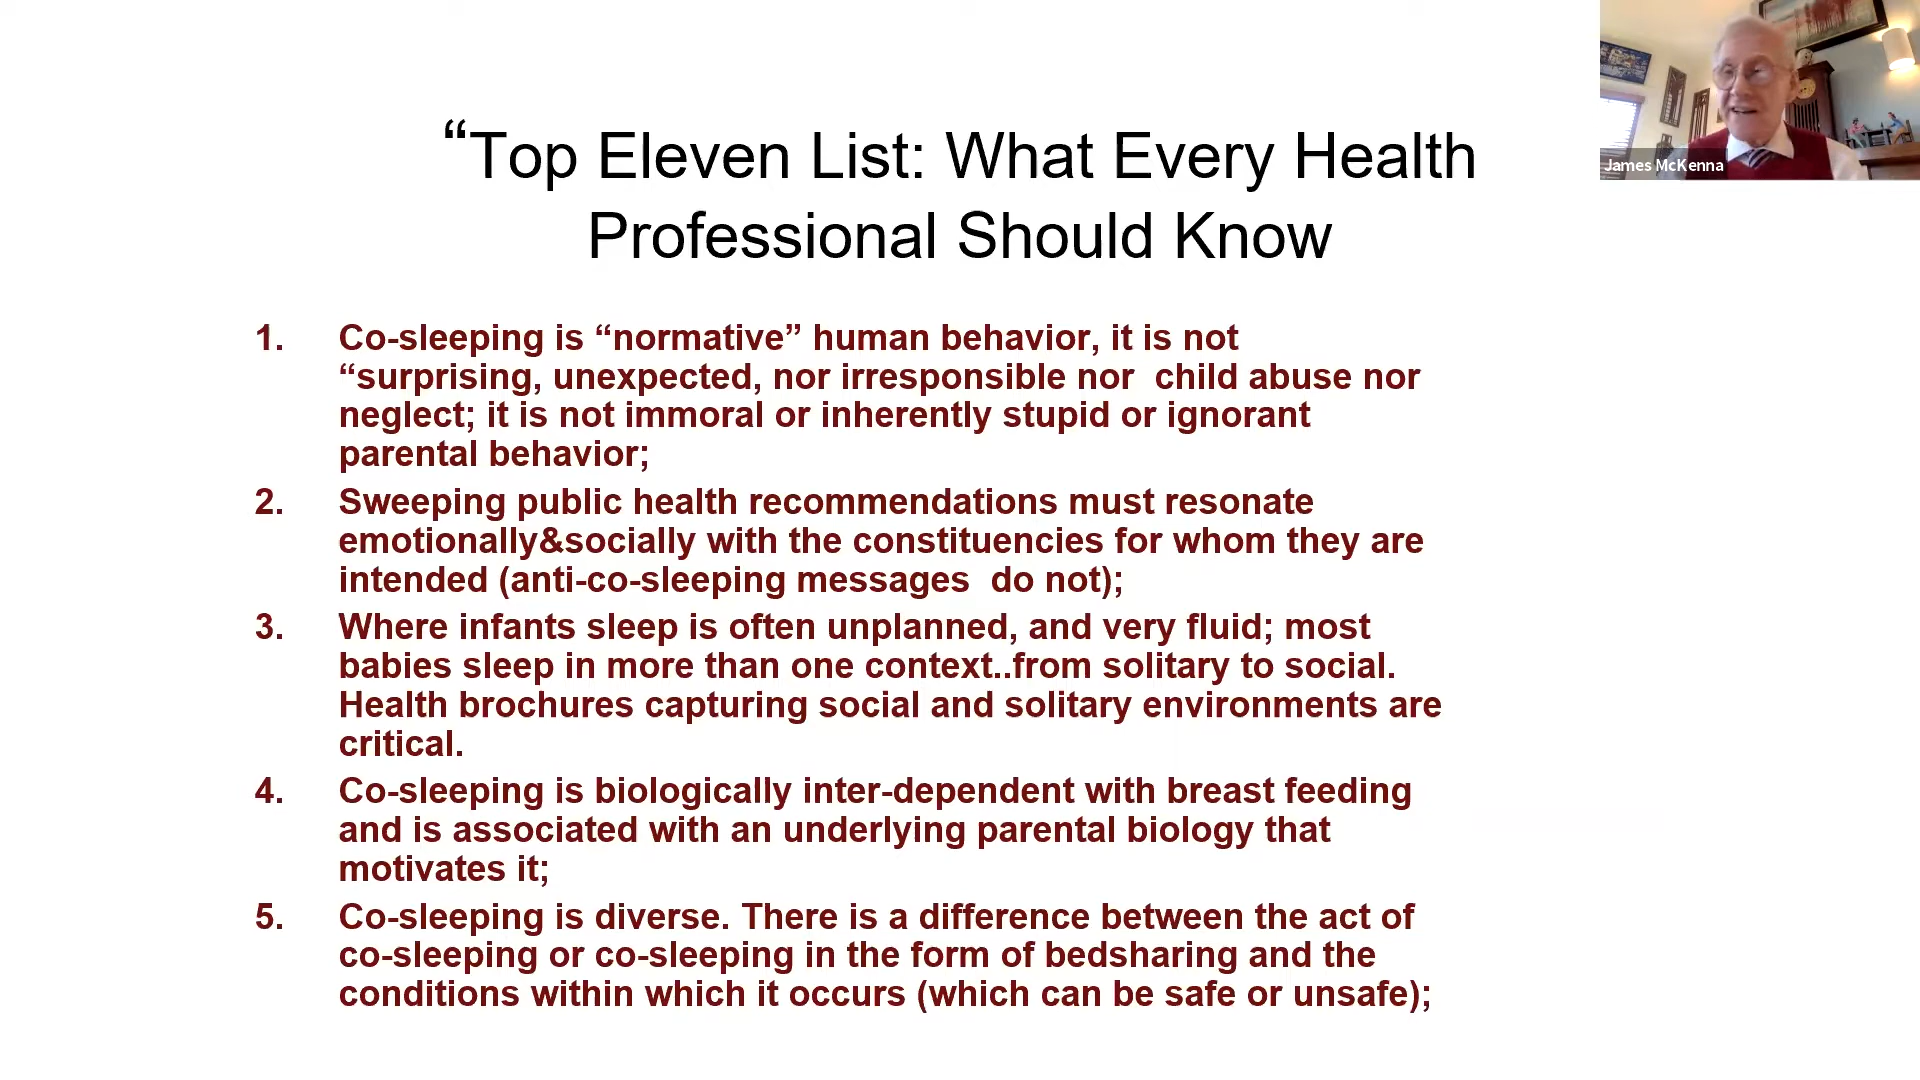 “Top Eleven List: What Every Health
Professional Should Know
James McKenna
1. Co-sleeping is “normative” human behavior, it is not
“surprising, unexpected, nor irresponsible nor  child abuse nor
neglect; it is not immoral or inherently stupid or ignorant
parental behavior;
2. Sweeping public health recommendations must resonate
emotionally&socially with the constituencies for whom they are
intended (anti-co-sleeping messages  do not);
3. Where infants sleep is often unplanned, and very fluid; most
babies sleep in more than one context..from solitary to social.
Health brochures capturing social and solitary environments are
critical.
4. Co-sleeping is biologically inter-dependent with breast feeding
and is associated with an underlying parental biology that
motivates it;
5. Co-sleeping is diverse. There is a difference between the act of
co-sleeping or co-sleeping in the form of bedsharing and the
conditions within which it occurs (which can be safe or unsafe);